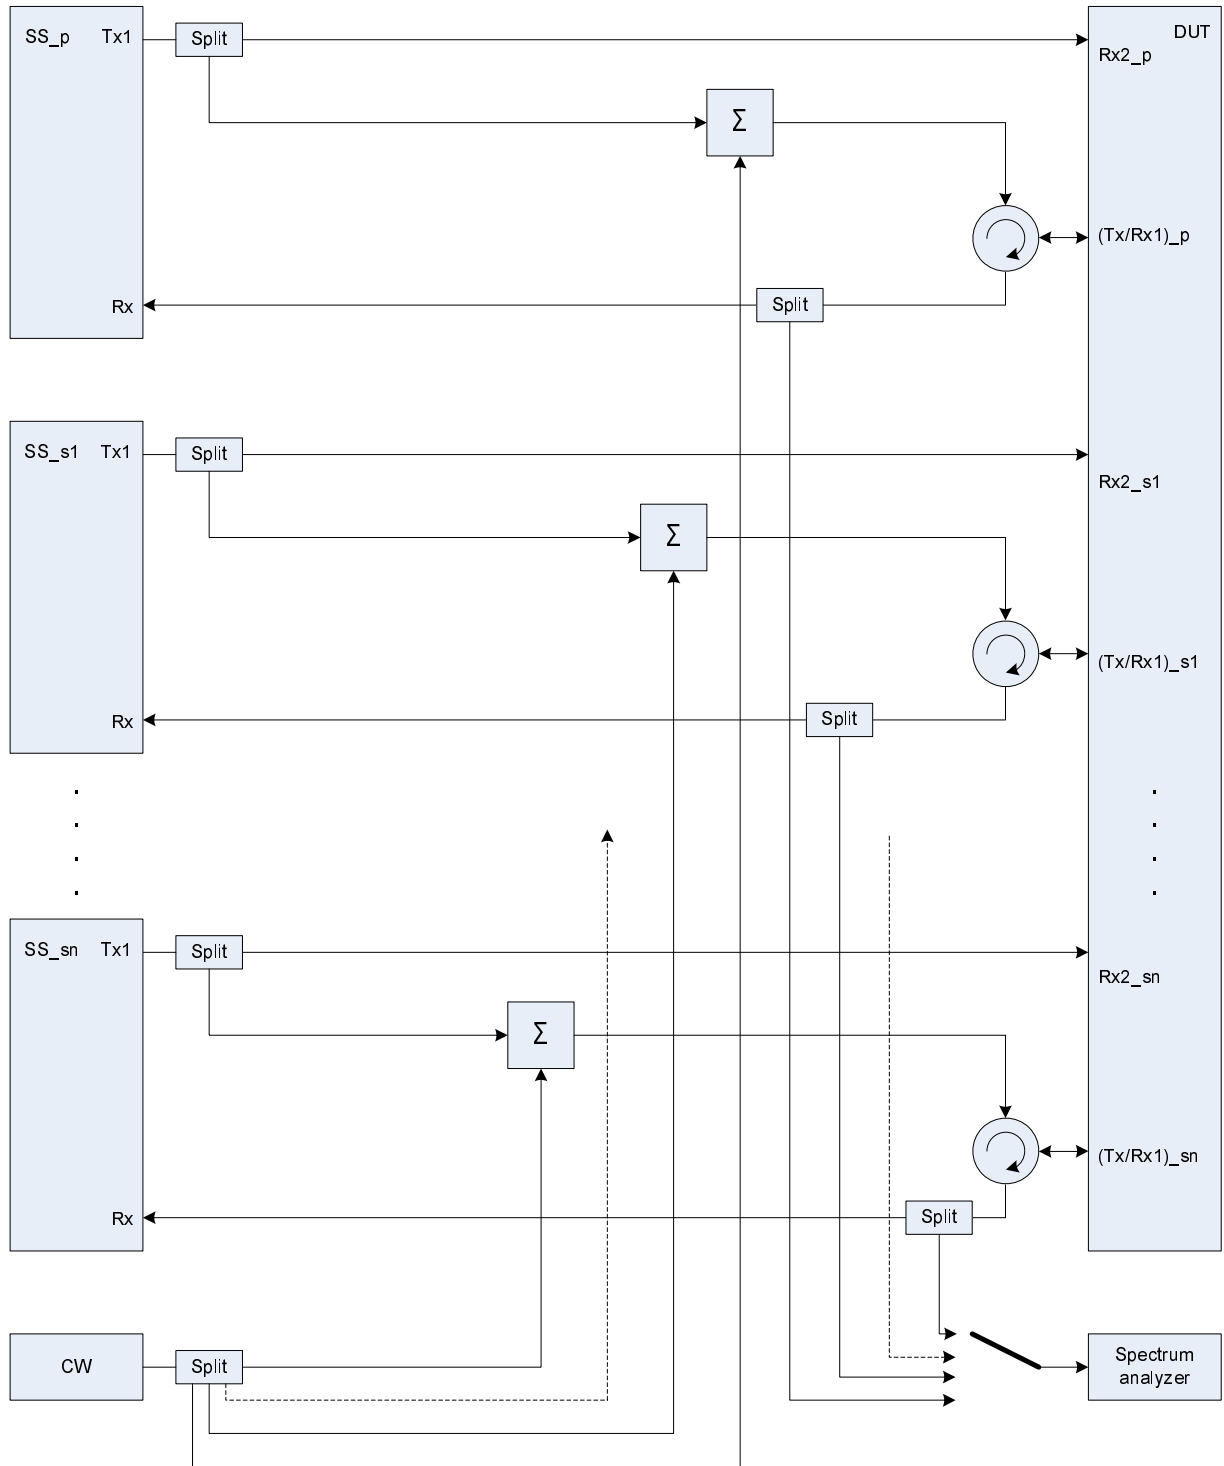 SS_p Tx1
Split
DUT
Rx2_p
Σ
(Tx/Rx1)_p
Rx
Split
SS_s1 Tx1
Split
Rx2_s1
Σ
(Tx/Rx1)_s1
Rx
Split
SS_sn Tx1
Split
Rx2_sn
Σ
(Tx/Rx1)_sn
Rx
Split
CW
Split
Spectrum
analyzer